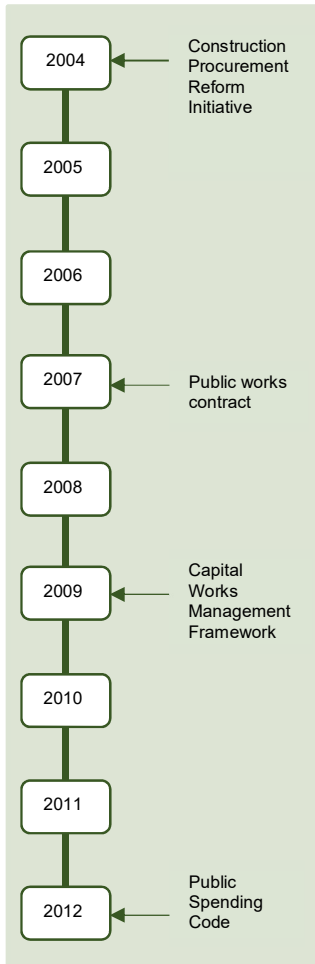 2004
Construction
Procurement
Reform
Initiative
2005
2006
2007
Public works
contract
2008
2009
Capital
Works
Management
Framework
2010
2011
2012
Public
Spending
Code